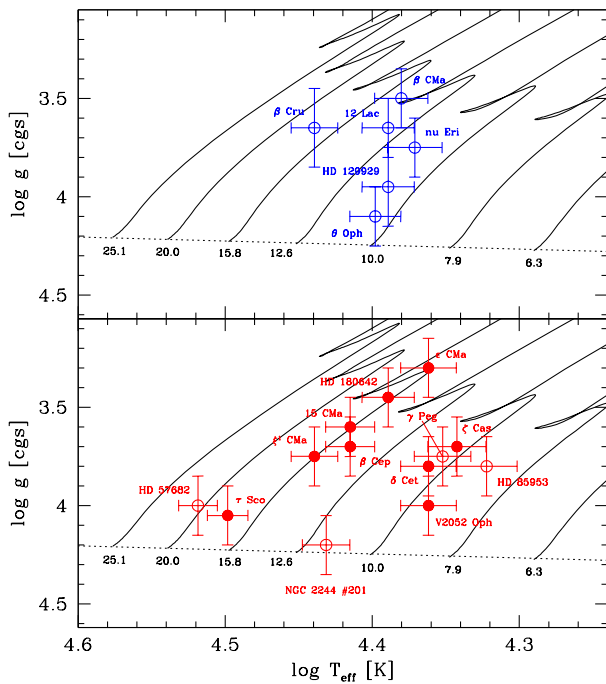 3.5
4
4.5
log g [cgs]
β CMa
β Cru
12 Lac
nu Eri
HD 129929
θ Oph
25.1
20.0
15.8
12.6
10.0
7.9
6.3
3.5
4
4.5
log g [cgs]
ε CMa
HD 180642
15 CMa
γ Peg
ζ Cas
ξ¹ CMa
β Cep
δ Cet
HD 85953
HD 57682
τ Sco
V2052 Oph
25.1
20.0
15.8
12.6
10.0
7.9
6.3
NGC 2244 #201
4.6
4.5
4.4
4.3
log T_eff [K]